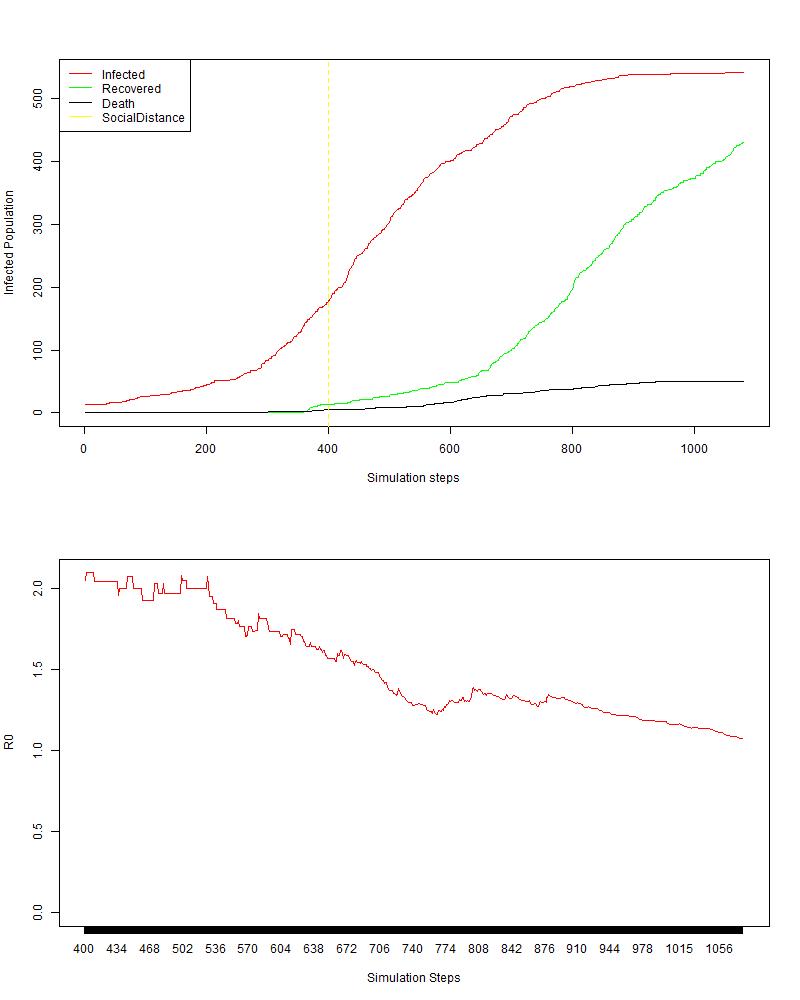 Infected
Recovered
Death
SocialDistance
Infected Population
500
400
300
200
100
0
0 200 400 600 800 1000
Simulation steps
R0
2.0
1.5
1.0
0.5
0.0
400 434 468 502 536 570 604 638 672 706 740 774 808 842 876 910 944 978 1015 1056
Simulation Steps